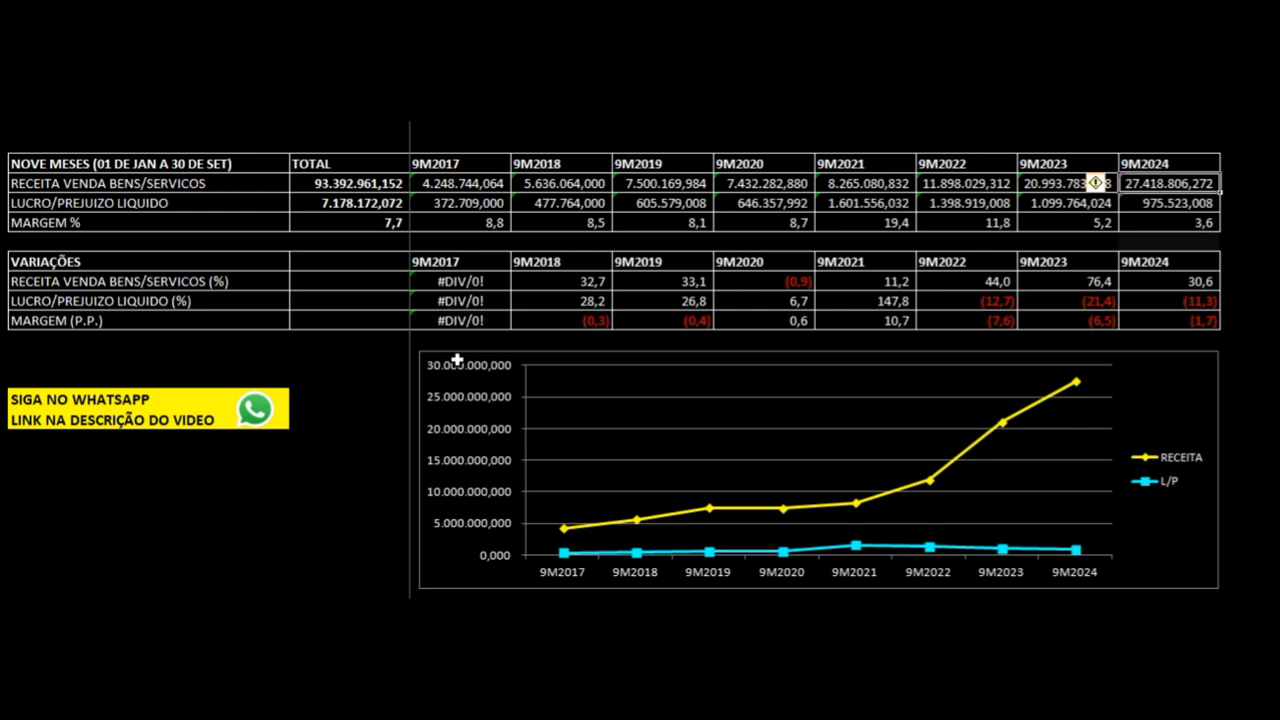 NOVE MESES (01 DE JAN A 30 DE SET) TOTAL 9M2017 9M2018 9M2019 9M2020 9M2021 9M2022 9M2023 9M2024
RECEITA VENDA BENS/SERVICOS 93.392.961,152 4.248.744,064 5.636.064,000 7.500.169,984 7.432.282,880 8.265.080,832 11.898.029,312 20.993.783 8 27.418.806,272
LUCRO/PREJUIZO LIQUIDO 7.178.172,072 372.709,000 477.764,000 605.579,008 646.357,992 1.601.556,032 1.398.919,008 1.099.764,024 975.523,008
MARGEM % 7,7 8,8 8,5 8,1 8,7 19,4 11,8 5,2 3,6
VARIAÇÕES 9M2017 9M2018 9M2019 9M2020 9M2021 9M2022 9M2023 9M2024
RECEITA VENDA BENS/SERVICOS (%) #DIV/0! 32,7 33,1 (0,9) 11,2 44,0 76,4 30,6
LUCRO/PREJUIZO LIQUIDO (%) #DIV/0! 28,2 26,8 6,7 147,8 (12,7) (21,4) (11,3)
MARGEM (P.P.) #DIV/0! (0,3) (0,4) 0,6 10,7 (7,6) (6,5) (1,7)
SIGA NO WHATSAPP
LINK NA DESCRIÇÃO DO VIDEO
30.000.000,000
25.000.000,000
20.000.000,000
15.000.000,000
10.000.000,000
5.000.000,000
0,000
9M2017 9M2018 9M2019 9M2020 9M2021 9M2022 9M2023 9M2024
RECEITA
L/P